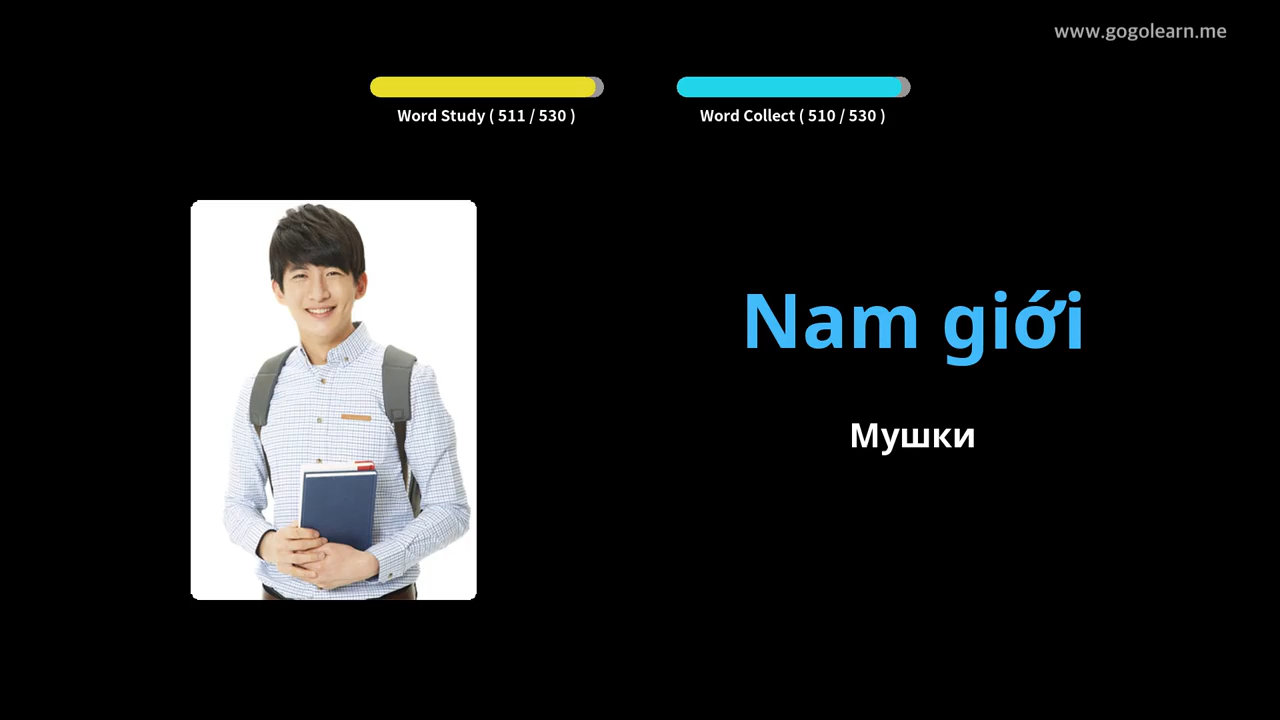 www.gogolearn.me
Word Study ( 511 / 530 )
Word Collect ( 510 / 530 )
Nam giới
Мушки